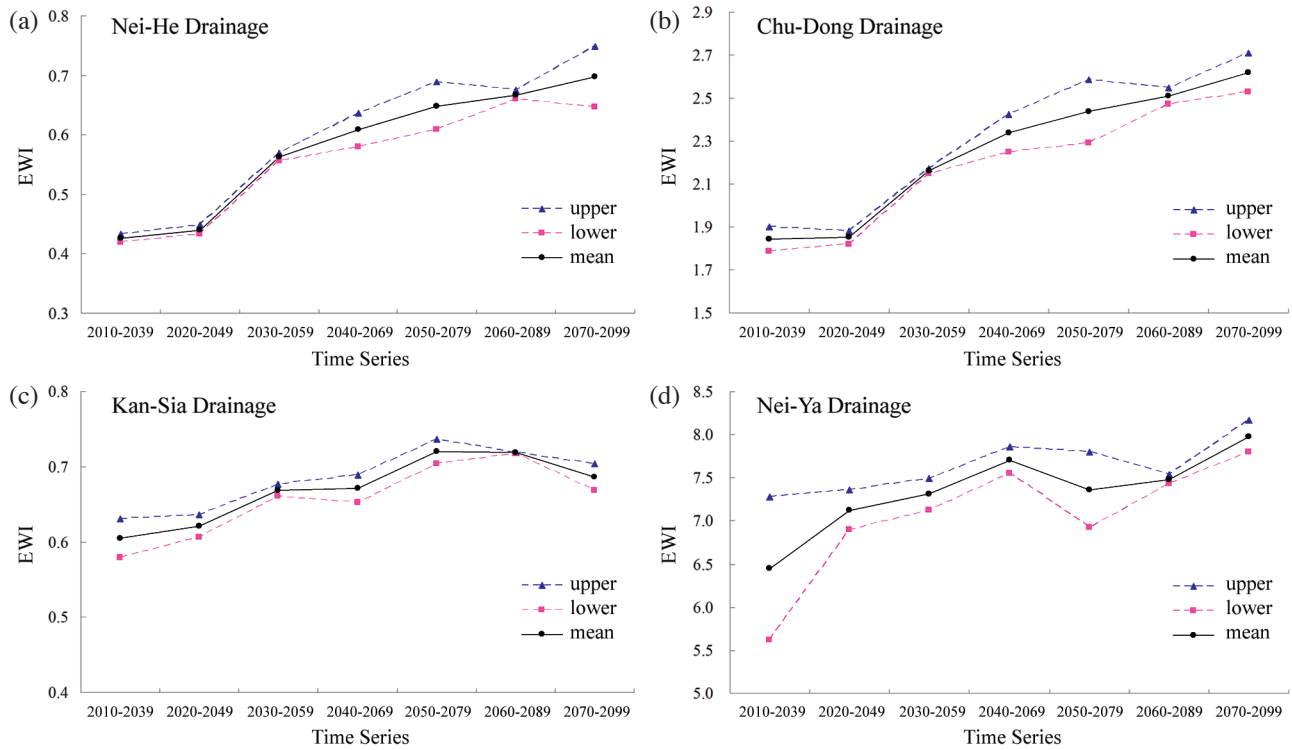 (a)
Nei-He Drainage
0.8
0.7
0.6
0.5
0.4
0.3
EWI
upper
lower
mean
2010-2039 2020-2049 2030-2059 2040-2069 2050-2079 2060-2089 2070-2099
Time Series
(b)
Chu-Dong Drainage
2.9
2.7
2.5
2.3
2.1
1.9
1.7
1.5
EWI
upper
lower
mean
2010-2039 2020-2049 2030-2059 2040-2069 2050-2079 2060-2089 2070-2099
Time Series
(c)
Kan-Sia Drainage
0.8
0.7
0.6
0.5
0.4
EWI
upper
lower
mean
2010-2039 2020-2049 2030-2059 2040-2069 2050-2079 2060-2089 2070-2099
Time Series
(d)
Nei-Ya Drainage
8.5
8.0
7.5
7.0
6.5
6.0
5.5
5.0
EWI
upper
lower
mean
2010-2039 2020-2049 2030-2059 2040-2069 2050-2079 2060-2089 2070-2099
Time Series